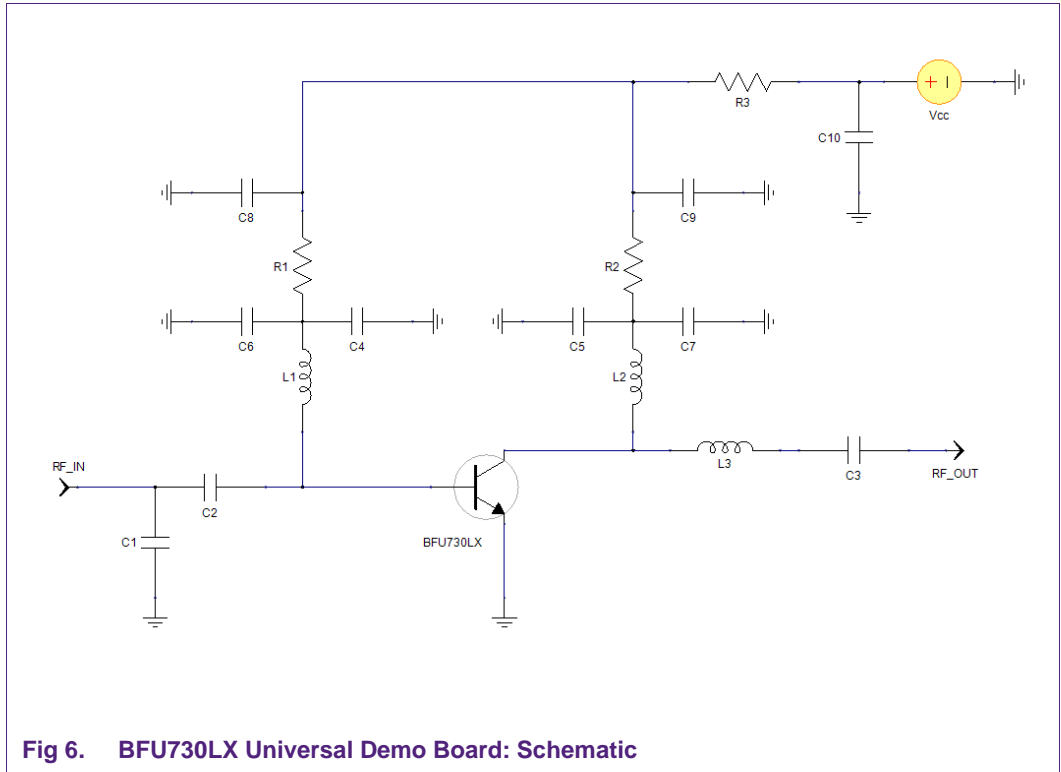 R3
+ I
Vcc
C10
C8
C9
R1
R2
C6
C4
C5
C7
L1
L2
RF_IN
L3
C3
RF_OUT
C2
C1
BFU730LX
Fig 6. BFU730LX Universal Demo Board: Schematic